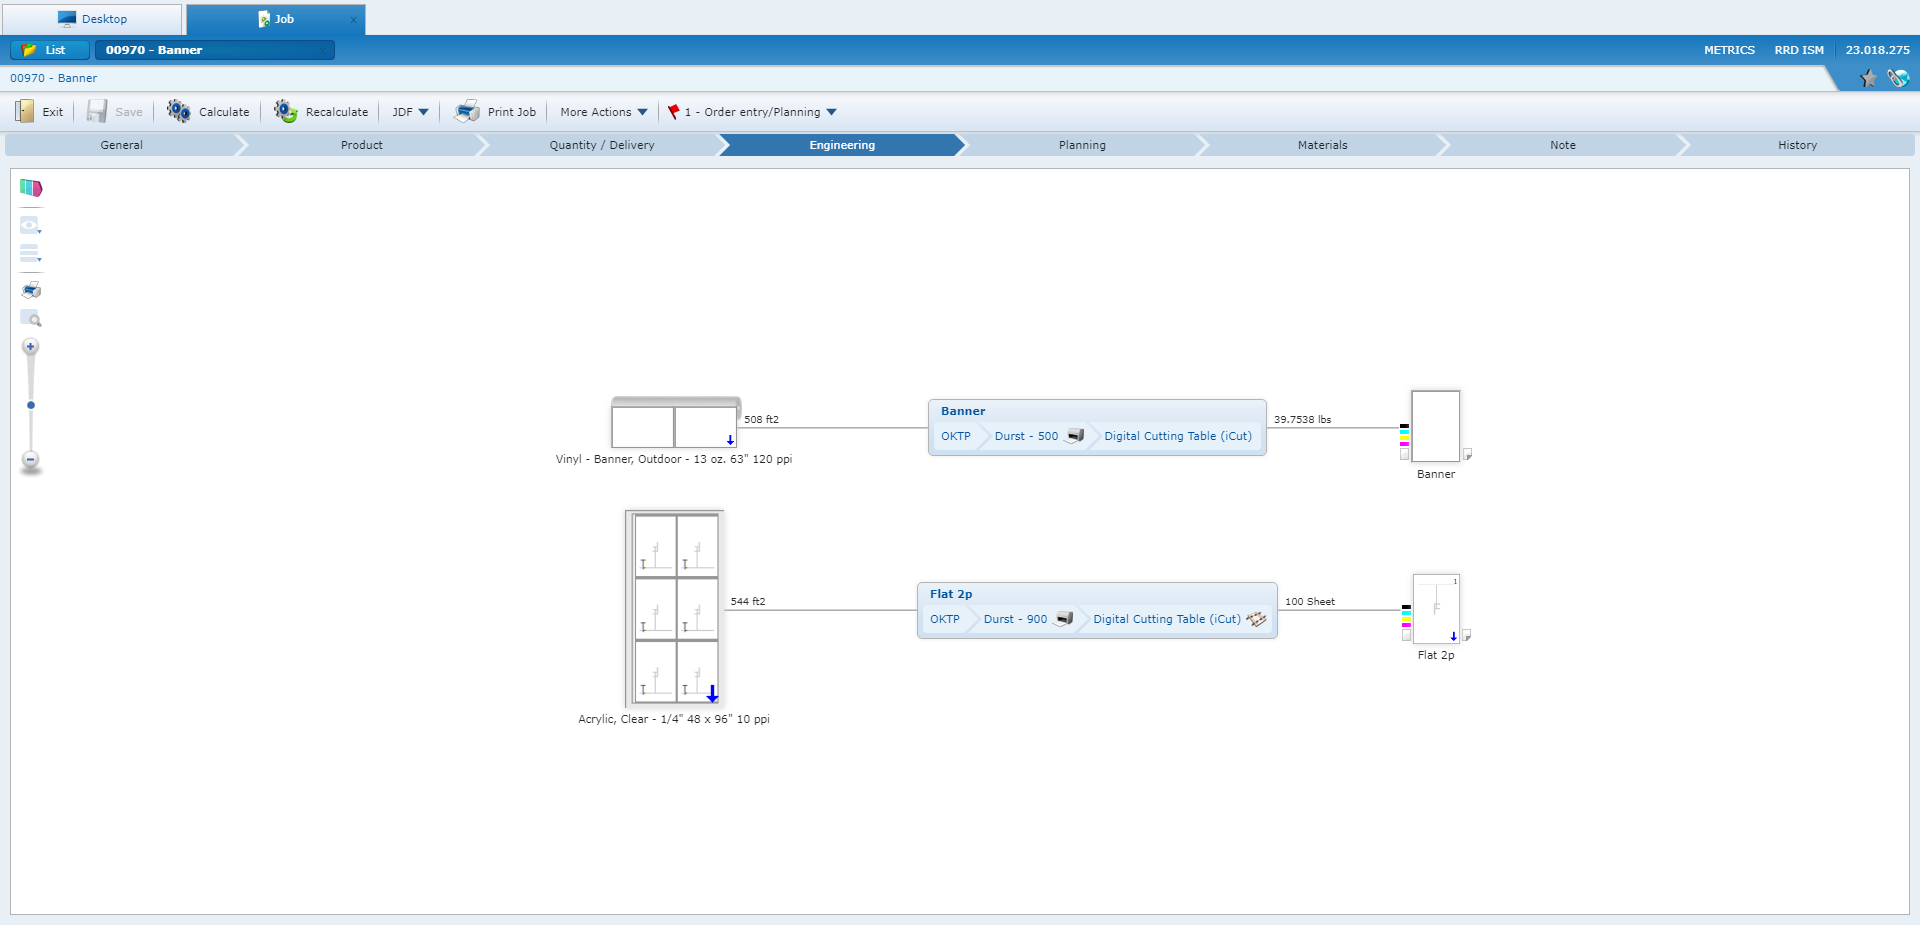 Desktop
Job
x
List
00970 - Banner
x
METRICS
RRD ISM
23.018.275
00970 - Banner
Exit
Save
Calculate
Recalculate
JDF
Print Job
More Actions
1 - Order entry/Planning
General
Product
Quantity / Delivery
Engineering
Planning
Materials
Note
History
508 ft2
Vinyl - Banner, Outdoor - 13 oz. 63" 120 ppi
Banner
OKTP
Durst - 500
Digital Cutting Table (iCut)
39.7538 lbs
Banner
544 ft2
Acrylic, Clear - 1/4" 48 x 96" 10 ppi
Flat 2p
OKTP
Durst - 900
Digital Cutting Table (iCut)
100 Sheet
1
Flat 2p